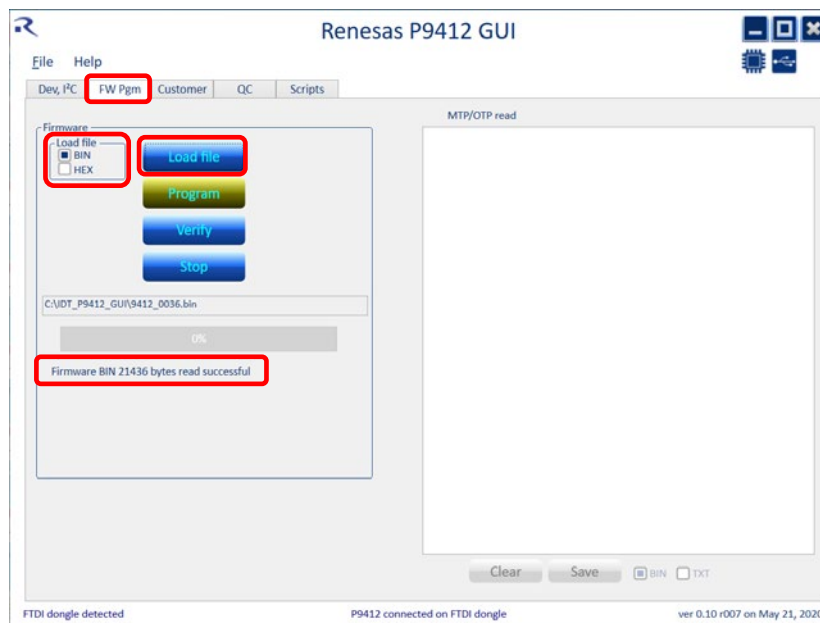 Renesas P9412 GUI
File Help
Dev, I²C FW Pgm Customer QC Scripts
MTP/OTP read
Firmware
Load file
BIN
HEX
Load file
Program
Verify
Stop
C:\IDT_P9412_GUI\9412_0036.bin
0%
Firmware BIN 21436 bytes read successful
Clear Save BIN TXT
FTDI dongle detected P9412 connected on FTDI dongle ver 0.10 r007 on May 21, 2020